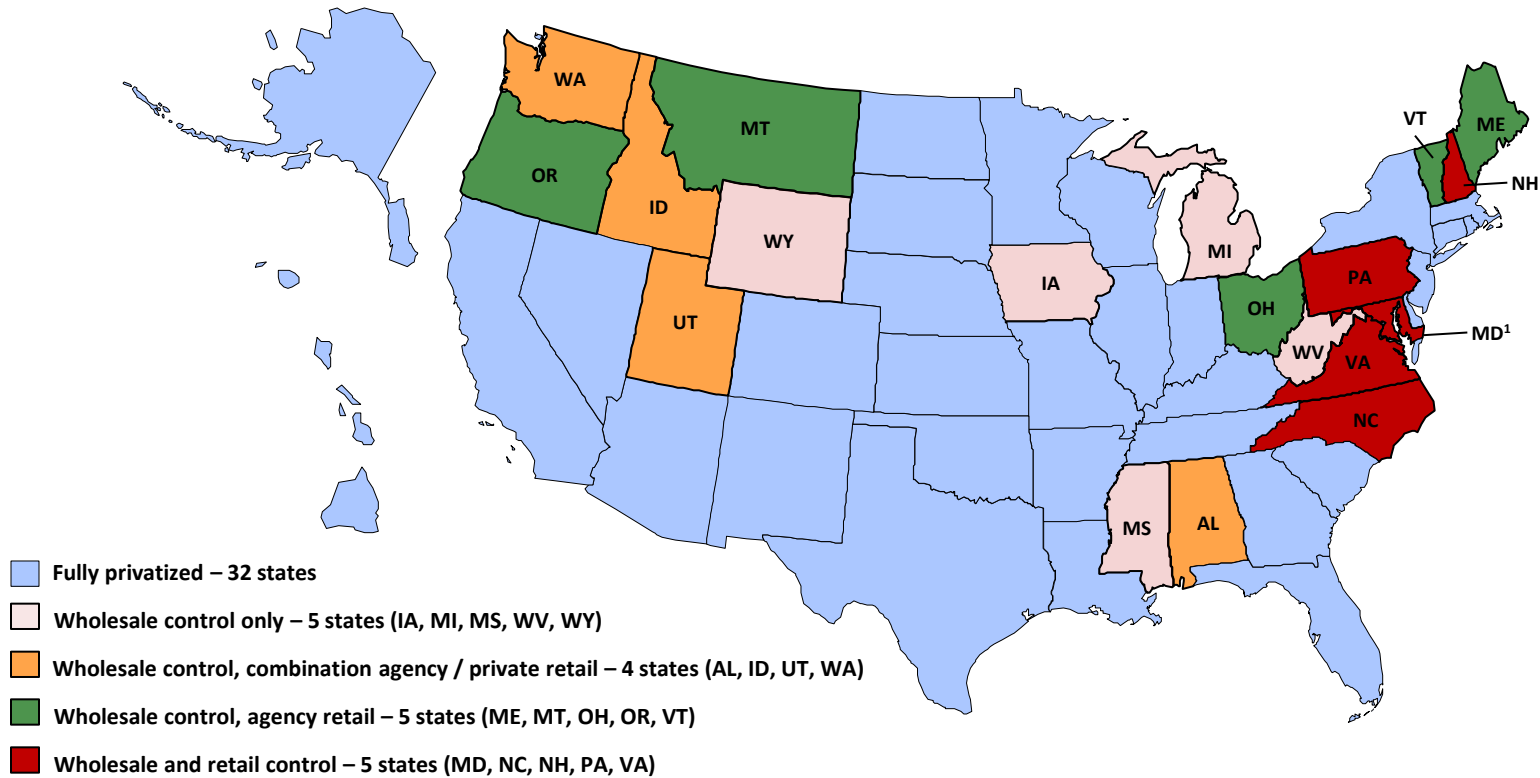 WA
MT
OR
ID
WY
UT
IA
MI
OH
PA
WV
VA
NC
MS
AL
VT
ME
NH
MD¹
Fully privatized – 32 states
Wholesale control only – 5 states (IA, MI, MS, WV, WY)
Wholesale control, combination agency / private retail – 4 states (AL, ID, UT, WA)
Wholesale control, agency retail – 5 states (ME, MT, OH, OR, VT)
Wholesale and retail control – 5 states (MD, NC, NH, PA, VA)